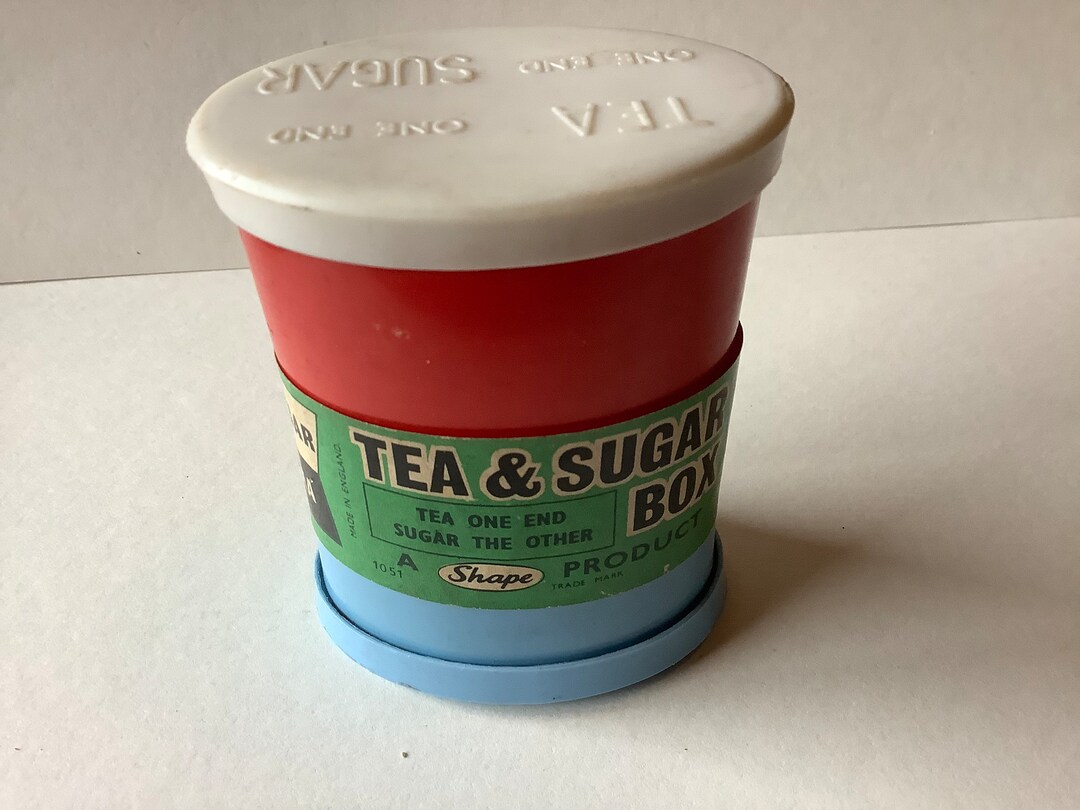 SUGAR ONE END
ONE END TEA
AR
A
MADE IN ENGLAND.
TEA & SUGAR
BOX
TEA ONE END
SUGAR THE OTHER
A Shape PRODUCT
1051
TRADE MARK